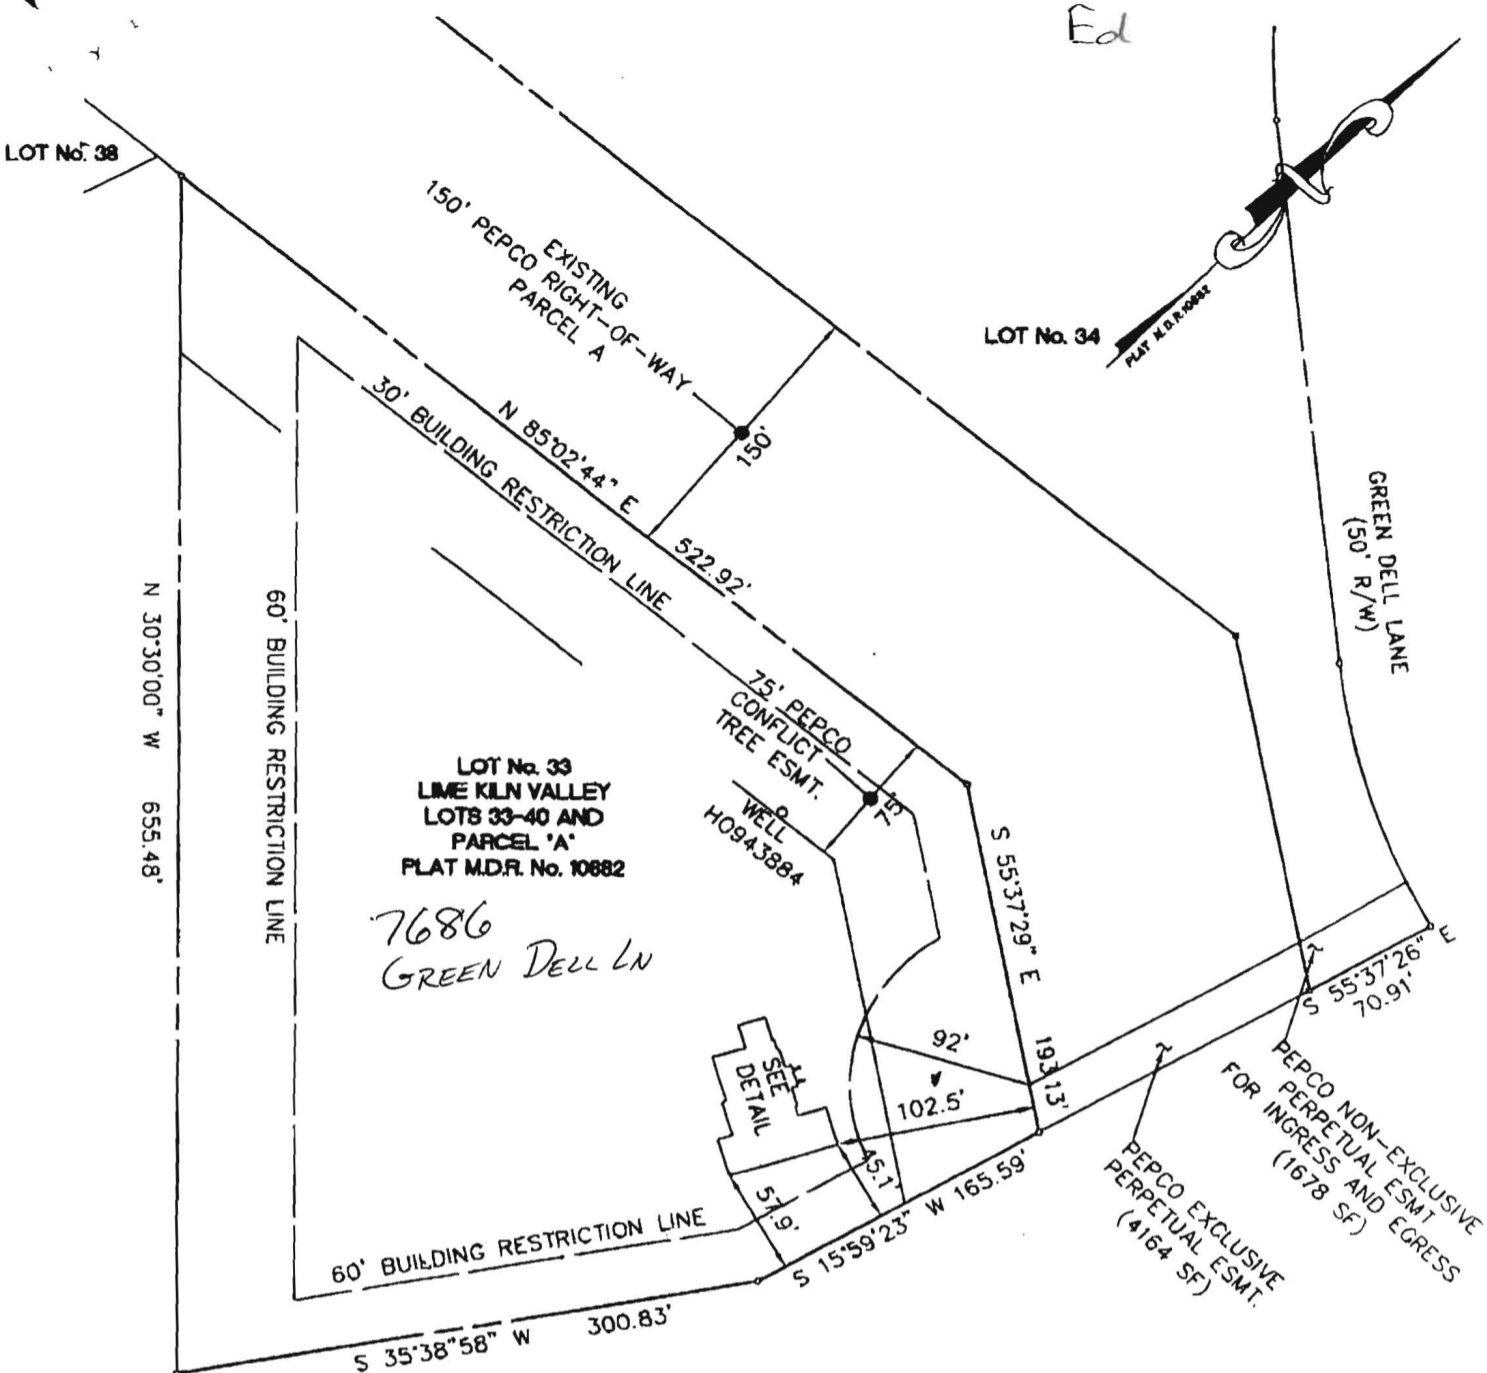 Ed
LOT No. 38
EXISTING
150' PEPCO RIGHT-OF-WAY
PARCEL A
150'
LOT No. 34
PLAT M.D.R. 10682
GREEN DELL LANE
(50' R/W)
30' BUILDING RESTRICTION LINE
N 85°02'44" E
522.92'
N 30°30'00" W 655.48'
60' BUILDING RESTRICTION LINE
75' PEPCO
CONFLICT
TREE ESMT.
75'
WELL
HO943884
LOT No. 33
LIME KILN VALLEY
LOTS 33-40 AND
PARCEL 'A'
PLAT M.D.R. No. 10682
7686
GREEN DELL LN
S 55°37'29" E
193.13'
S 55°37'26" E
70.91'
SEE
DETAIL
92'
102.5'
45.1'
57.9'
PEPCO NON-EXCLUSIVE
PERPETUAL ESMT
FOR INGRESS AND EGRESS
(1678 SF)
PEPCO EXCLUSIVE
PERPETUAL ESMT.
(4164 SF)
S 15°59'23" W 165.59'
60' BUILDING RESTRICTION LINE
S 35°38"58" W 300.83'